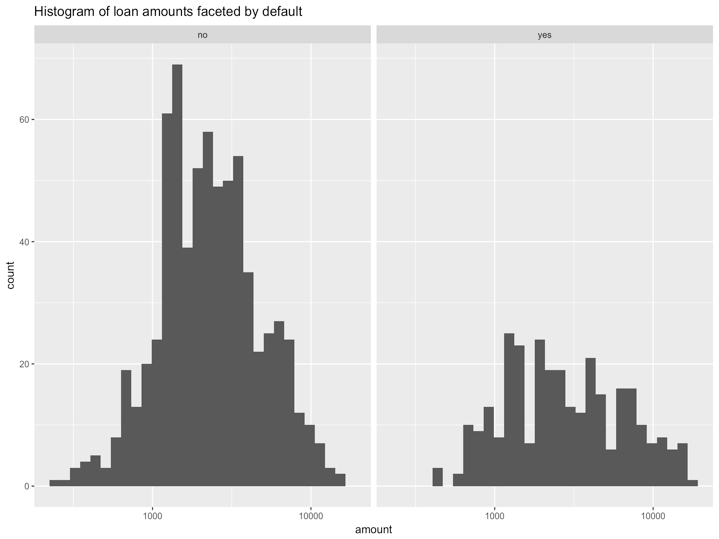 Histogram of loan amounts faceted by default
no yes
60
40
20
0
count
1000 10000 1000 10000
amount